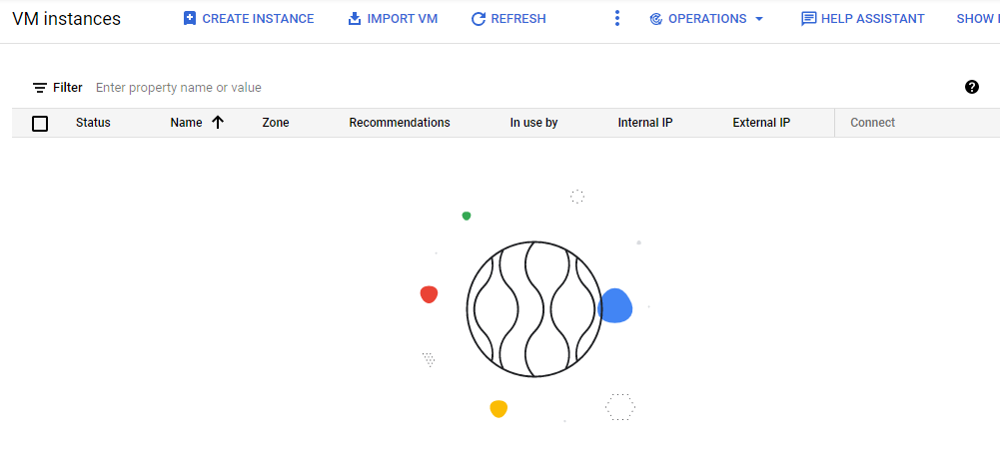 VM instances CREATE INSTANCE IMPORT VM REFRESH OPERATIONS HELP ASSISTANT SHOW
Filter Enter property name or value
Status Name Zone Recommendations In use by Internal IP External IP Connect